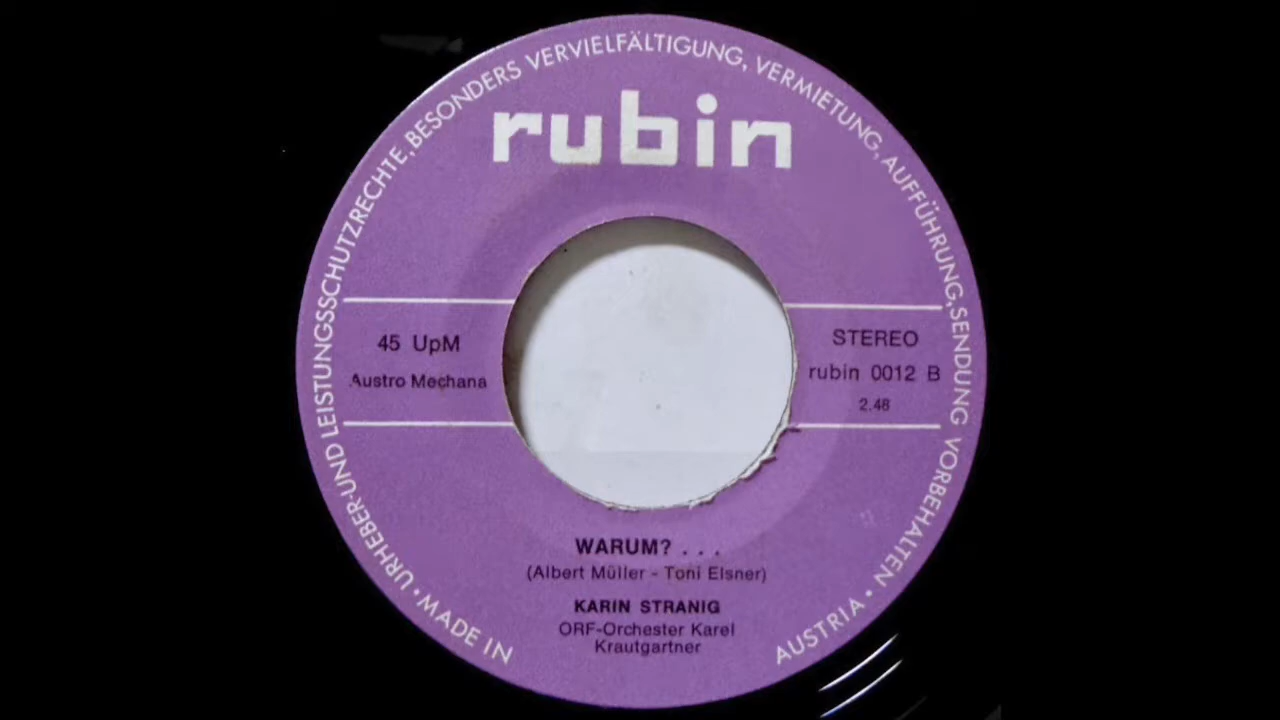 URHEBER-UND LEISTUNGSSCHUTZRECHTE, BESONDERS VERVIELFÄLTIGUNG, VERMIETUNG, AUFFÜHRUNG, SENDUNG VORBEHALTEN
rubin
45 UpM
Austro Mechana
STEREO
rubin 0012 B
2.48
WARUM? . . .
(Albert Müller - Toni Elsner)
KARIN STRANIG
ORF-Orchester Karel
Krautgartner
• MADE IN AUSTRIA •